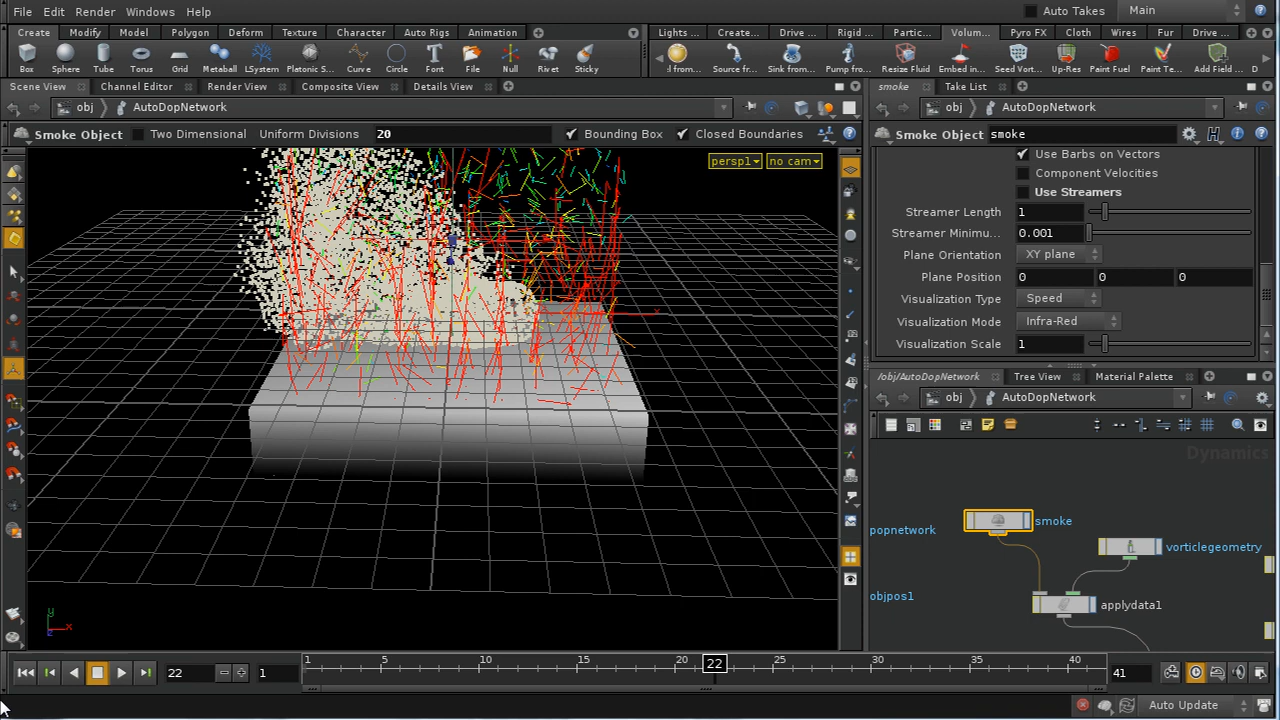 File Edit Render Windows Help
Auto Takes Main
Create Modify Model Polygon Deform Texture Character Auto Rigs Animation
Lights ... Create... Drive ... Rigid ... Partic... Volum... Pyro FX Cloth Wires Fur Drive ...
Box Sphere Tube Torus Grid Metaball LSystem Platonic S... Curve Circle Font File Null Rivet Sticky
l from... Source fr... Sink from... Pump fro... Resize Fluid Embed in... Seed Vort... Up-Res Paint Fuel Paint Te... Add Field ... D
Scene View Channel Editor Render View Composite View Details View
smoke Take List
obj AutoDopNetwork
obj AutoDopNetwork
Smoke Object Two Dimensional Uniform Divisions 20 Bounding Box Closed Boundaries
Smoke Object smoke
persp1 no cam
Use Barbs on Vectors
Component Velocities
Use Streamers
Streamer Length 1
Streamer Minimu... 0.001
Plane Orientation XY plane
Plane Position 0 0 0
Visualization Type Speed
Visualization Mode Infra-Red
Visualization Scale 1
x
/obj/AutoDopNetwork Tree View Material Palette
obj AutoDopNetwork
Dynamics
smoke
popnetwork
vorticlegeometry
objpos1
applydata1
y
x
z
22 1
1 5 10 15 20 22 25 30 35 40
41
Auto Update